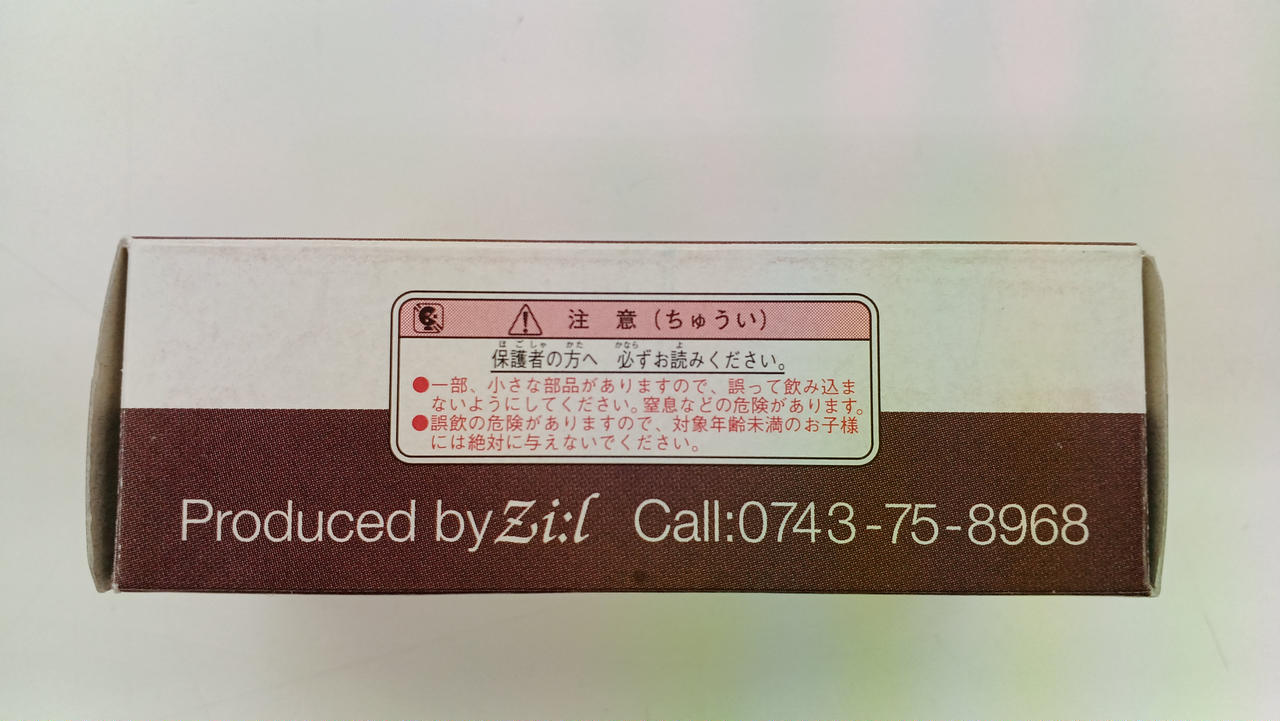 注 意(ちゅうい)
保護者の方へ 必ずお読みください。
●一部、小さな部品がありますので、誤って飲み込ま
ないようにしてください。窒息などの危険があります。
●誤飲の危険がありますので、対象年齢未満のお子様
には絶対に与えないでください。
Produced by Zi:l Call:0743-75-8968